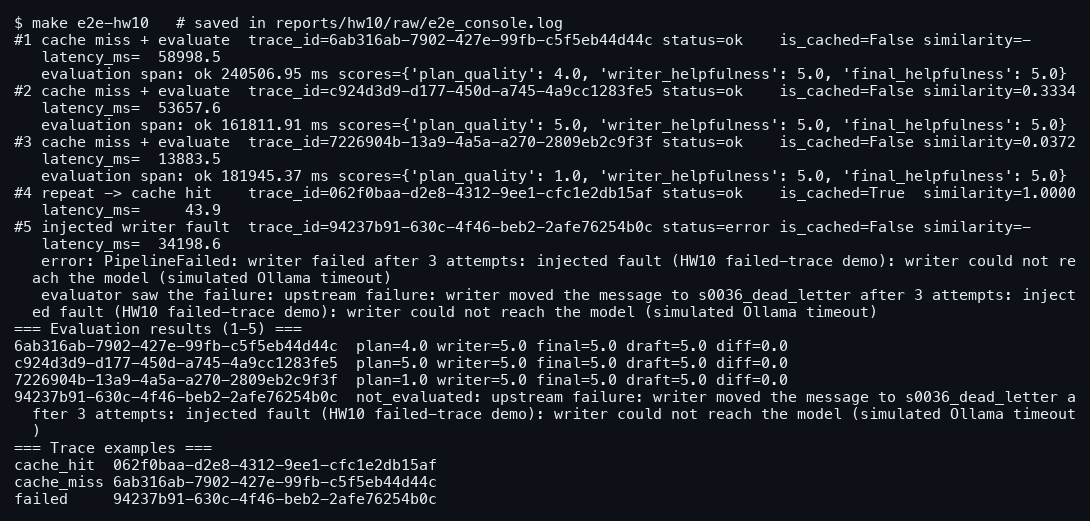 $ make e2e-hw10   # saved in reports/hw10/raw/e2e_console.log
#1 cache miss + evaluate  trace_id=6ab316ab-7902-427e-99fb-c5f5eb44d44c status=ok    is_cached=False similarity=—
   latency_ms=  58998.5
   evaluation span: ok 240506.95 ms scores={'plan_quality': 4.0, 'writer_helpfulness': 5.0, 'final_helpfulness': 5.0}
#2 cache miss + evaluate  trace_id=c924d3d9-d177-450d-a745-4a9cc1283fe5 status=ok    is_cached=False similarity=0.3334
   latency_ms=  53657.6
   evaluation span: ok 161811.91 ms scores={'plan_quality': 5.0, 'writer_helpfulness': 5.0, 'final_helpfulness': 5.0}
#3 cache miss + evaluate  trace_id=7226904b-13a9-4a5a-a270-2809eb2c9f3f status=ok    is_cached=False similarity=0.0372
   latency_ms=  13883.5
   evaluation span: ok 181945.37 ms scores={'plan_quality': 1.0, 'writer_helpfulness': 5.0, 'final_helpfulness': 5.0}
#4 repeat —> cache hit    trace_id=062f0baa-d2e8-4312-9ee1-cfc1e2db15af status=ok    is_cached=True  similarity=1.0000
   latency_ms=     43.9
#5 injected writer fault  trace_id=94237b91-630c-4f46-beb2-2afe76254b0c status=error is_cached=False similarity=—
   latency_ms=  34198.6
   error: PipelineFailed: writer failed after 3 attempts: injected fault (HW10 failed-trace demo): writer could not re
  ach the model (simulated Ollama timeout)
   evaluator saw the failure: upstream failure: writer moved the message to s0036_dead_letter after 3 attempts: inject
  ed fault (HW10 failed-trace demo): writer could not reach the model (simulated Ollama timeout)
=== Evaluation results (1—5) ===
6ab316ab-7902-427e-99fb-c5f5eb44d44c  plan=4.0 writer=5.0 final=5.0 draft=5.0 diff=0.0
c924d3d9-d177-450d-a745-4a9cc1283fe5  plan=5.0 writer=5.0 final=5.0 draft=5.0 diff=0.0
7226904b-13a9-4a5a-a270-2809eb2c9f3f  plan=1.0 writer=5.0 final=5.0 draft=5.0 diff=0.0
94237b91-630c-4f46-beb2-2afe76254b0c  not_evaluated: upstream failure: writer moved the message to s0036_dead_letter a
  fter 3 attempts: injected fault (HW10 failed-trace demo): writer could not reach the model (simulated Ollama timeout
  )
=== Trace examples ===
cache_hit  062f0baa-d2e8-4312-9ee1-cfc1e2db15af
cache_miss 6ab316ab-7902-427e-99fb-c5f5eb44d44c
failed     94237b91-630c-4f46-beb2-2afe76254b0c